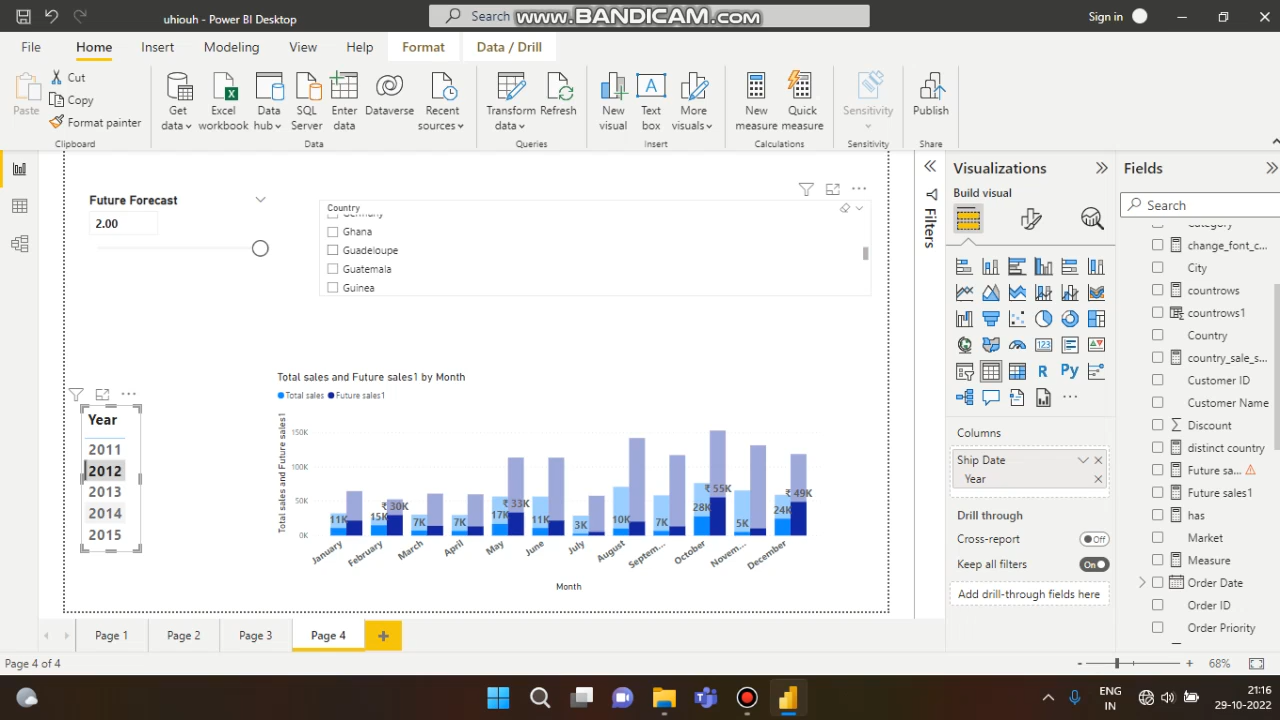 uhiouh - Power BI Desktop
Search
www.BANDICAM.com
Sign in
File
Home
Insert
Modeling
View
Help
Format
Data / Drill
Paste
Cut
Copy
Format painter
Clipboard
Get data
Excel workbook
Data hub
SQL Server
Enter data
Dataverse
Recent sources
Data
Transform data
Refresh
Queries
New visual
Text box
More visuals
Insert
New measure
Quick measure
Calculations
Sensitivity
Sensitivity
Publish
Share
Future Forecast
2.00
Country
Germany
Ghana
Guadeloupe
Guatemala
Guinea
Year
2011
2012
2013
2014
2015
Total sales and Future sales1 by Month
Total sales
Future sales1
Total sales and Future sales1
150K
100K
50K
0K
11K
15K
₹ 30K
7K
7K
17K
₹ 33K
11K
3K
10K
7K
28K
₹ 55K
5K
24K
₹ 49K
January
February
March
April
May
June
July
August
Septem...
October
Novem...
December
Month
Filters
Visualizations
Build visual
R
Py
123
Columns
Ship Date
Year
Drill through
Cross-report
Off
Keep all filters
On
Add drill-through fields here
Fields
Search
Category
change_font_c...
City
countrows
countrows1
Country
country_sale_s...
Customer ID
Customer Name
Discount
distinct country
Future sa...
Future sales1
has
Market
Measure
Order Date
Order ID
Order Priority
Page 1
Page 2
Page 3
Page 4
Page 4 of 4
68%
ENG
IN
21:16
29-10-2022